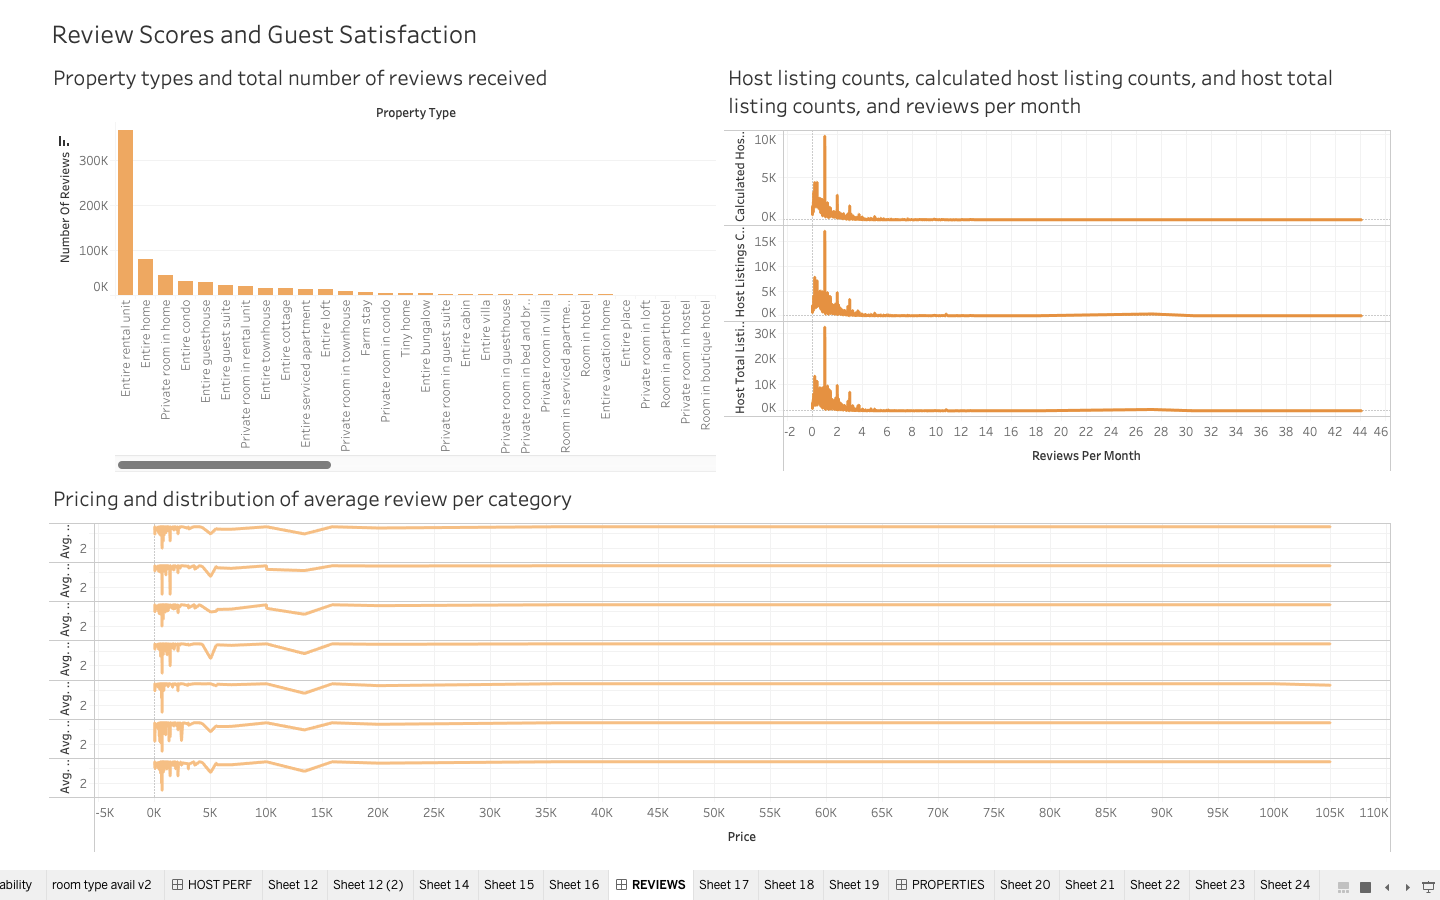 Review Scores and Guest Satisfaction
Property types and total number of reviews received
Property Type
Number Of Reviews
300K
200K
100K
0K
Entire rental unit
Entire home
Private room in home
Entire condo
Entire guesthouse
Entire guest suite
Private room in rental unit
Entire townhouse
Entire cottage
Entire serviced apartment
Entire loft
Private room in townhouse
Farm stay
Private room in condo
Tiny home
Entire bungalow
Private room in guest suite
Entire cabin
Entire villa
Private room in guesthouse
Private room in bed and br..
Private room in villa
Room in serviced apartme..
Room in hotel
Entire vacation home
Entire place
Private room in loft
Room in aparthotel
Private room in hostel
Room in boutique hotel
Host listing counts, calculated host listing counts, and host total
listing counts, and reviews per month
Calculated Hos..
10K
5K
0K
Host Listings C..
15K
10K
5K
0K
Host Total Listi..
30K
20K
10K
0K
-2 0 2 4 6 8 10 12 14 16 18 20 22 24 26 28 30 32 34 36 38 40 42 44 46
Reviews Per Month
Pricing and distribution of average review per category
Avg. ..
2
Avg. ..
2
Avg. ..
2
Avg. ..
2
Avg. ..
2
Avg. ..
2
Avg. ..
2
-5K 0K 5K 10K 15K 20K 25K 30K 35K 40K 45K 50K 55K 60K 65K 70K 75K 80K 85K 90K 95K 100K 105K 110K
Price
ability room type avail v2 HOST PERF Sheet 12 Sheet 12 (2) Sheet 14 Sheet 15 Sheet 16 REVIEWS Sheet 17 Sheet 18 Sheet 19 PROPERTIES Sheet 20 Sheet 21 Sheet 22 Sheet 23 Sheet 24